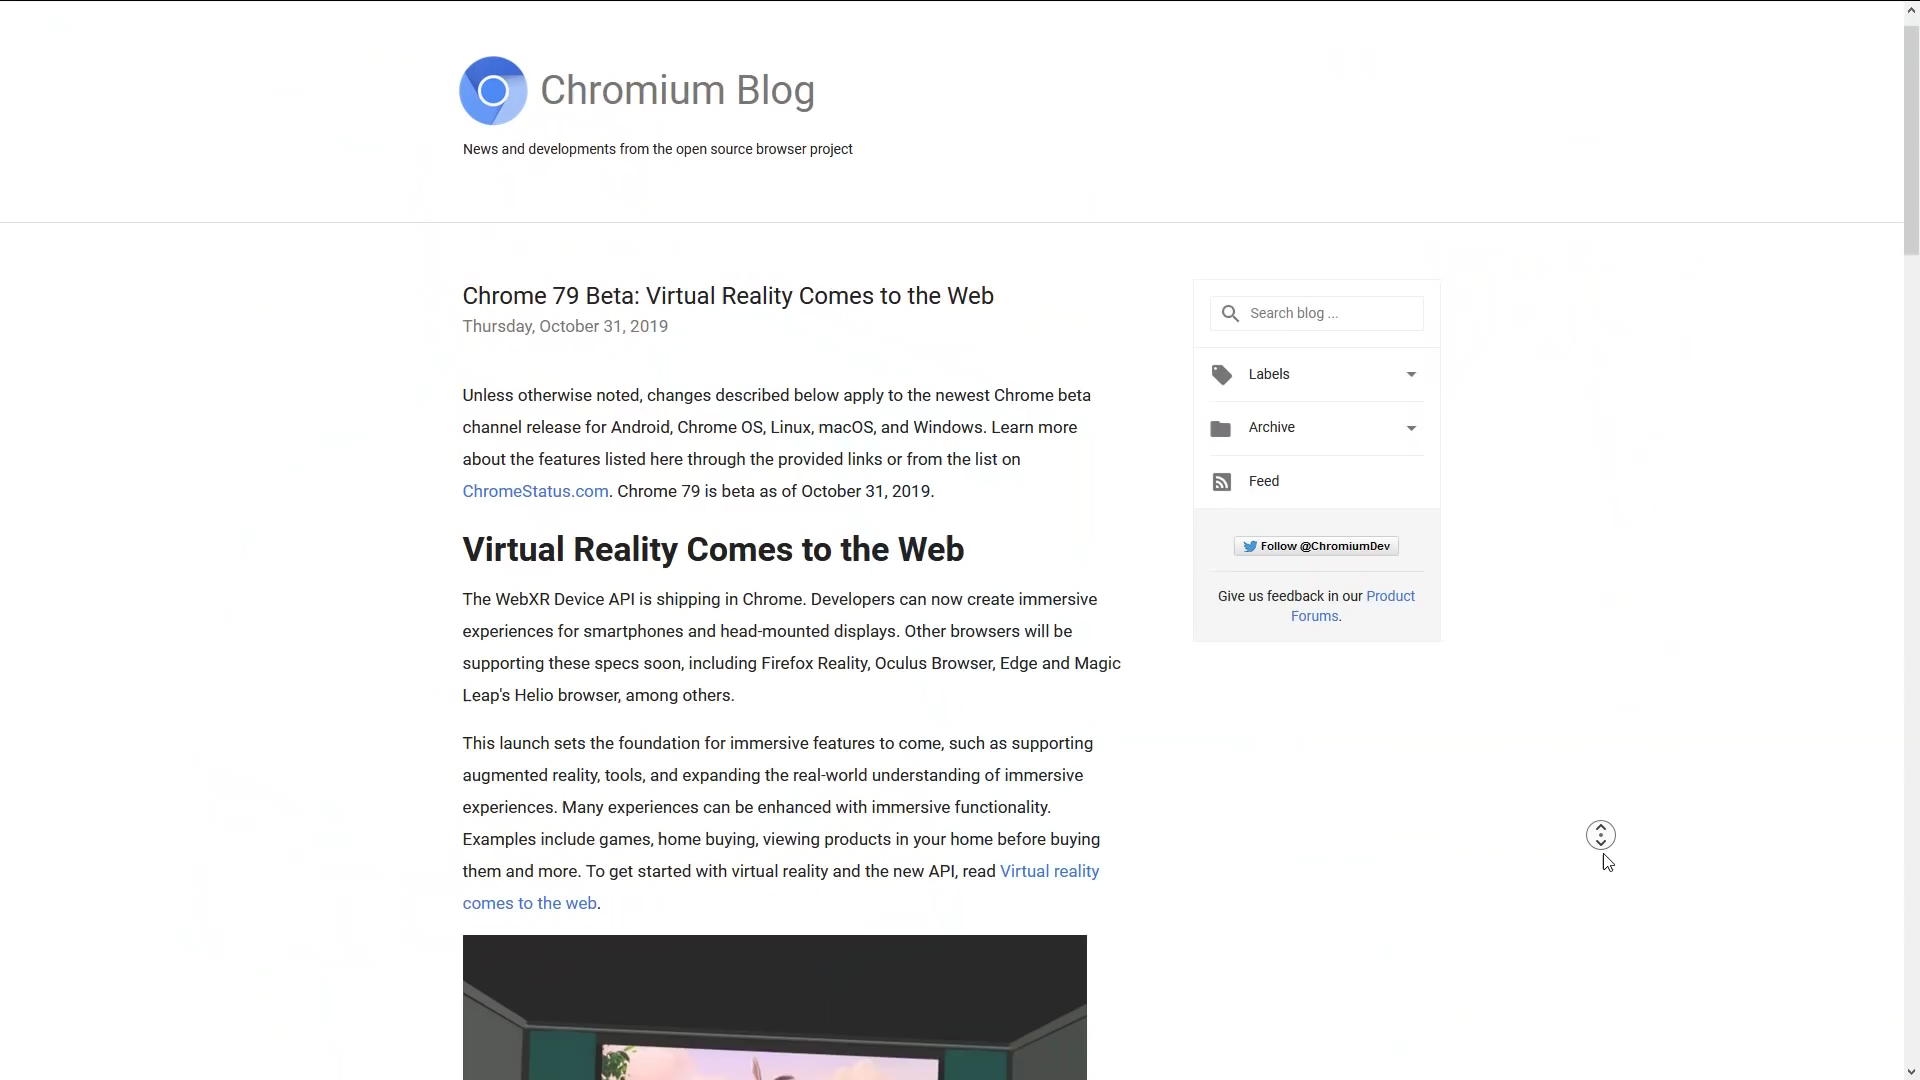 Chromium Blog
News and developments from the open source browser project
Chrome 79 Beta: Virtual Reality Comes to the Web
Thursday, October 31, 2019
Unless otherwise noted, changes described below apply to the newest Chrome beta
channel release for Android, Chrome OS, Linux, macOS, and Windows. Learn more
about the features listed here through the provided links or from the list on
ChromeStatus.com. Chrome 79 is beta as of October 31, 2019.
Virtual Reality Comes to the Web
The WebXR Device API is shipping in Chrome. Developers can now create immersive
experiences for smartphones and head-mounted displays. Other browsers will be
supporting these specs soon, including Firefox Reality, Oculus Browser, Edge and Magic
Leap's Helio browser, among others.
This launch sets the foundation for immersive features to come, such as supporting
augmented reality, tools, and expanding the real-world understanding of immersive
experiences. Many experiences can be enhanced with immersive functionality.
Examples include games, home buying, viewing products in your home before buying
them and more. To get started with virtual reality and the new API, read Virtual reality
comes to the web.
Search blog ...
Labels
Archive
Feed
Follow @ChromiumDev
Give us feedback in our Product
Forums.